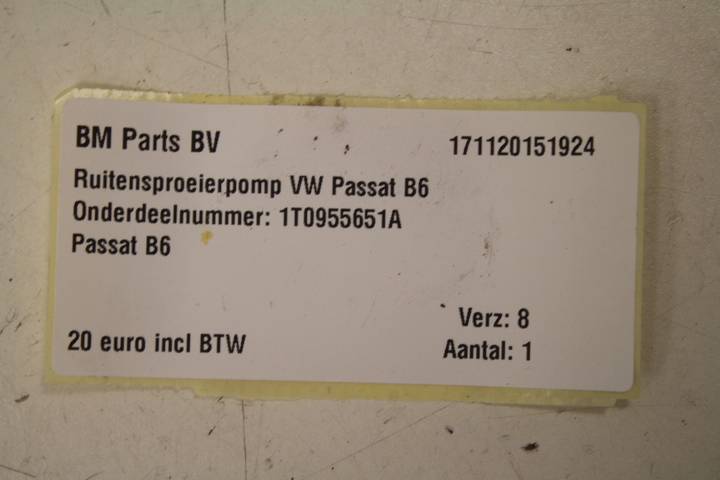 BM Parts BV 171120151924
Ruitensproeierpomp VW Passat B6
Onderdeelnummer: 1T0955651A
Passat B6
Verz: 8
20 euro incl BTW Aantal: 1